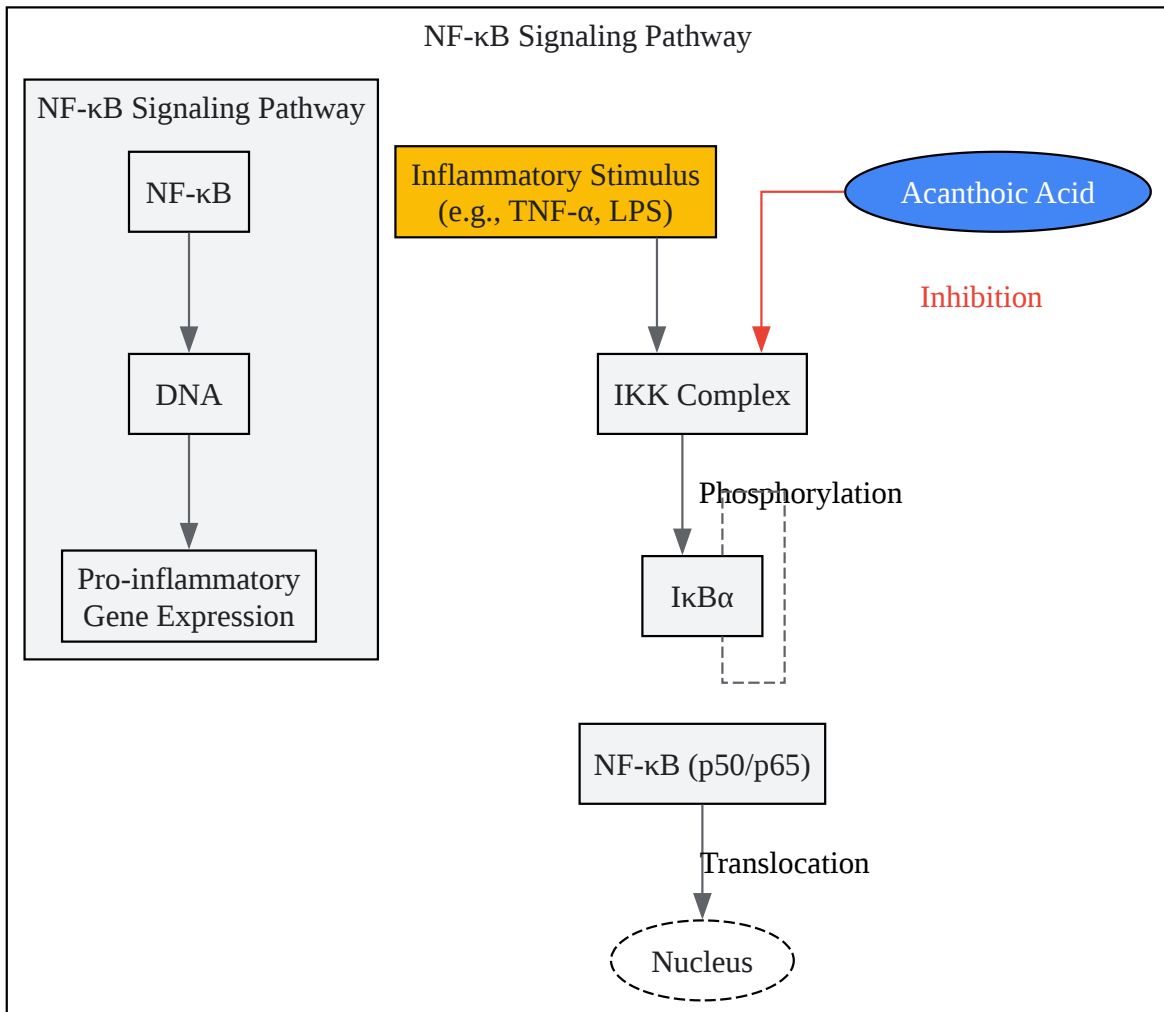 NF-κB Signaling Pathway
NF-κB Signaling Pathway
NF-κB
DNA
Pro-inflammatory
Gene Expression
Inflammatory Stimulus
(e.g., TNF-α, LPS)
Acanthoic Acid
Inhibition
IKK Complex
Phosphorylation
IκBα
NF-κB (p50/p65)
Translocation
Nucleus